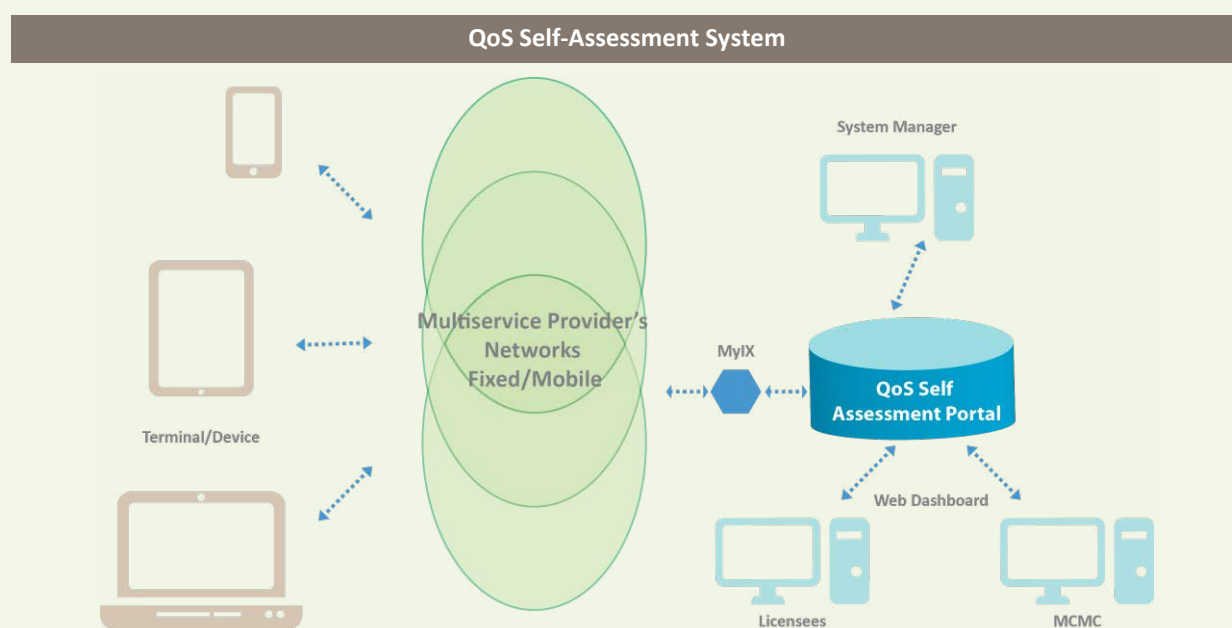 QoS Self-Assessment System
System Manager
Multiservice Provider's
Networks
Fixed/Mobile
MyIX
QoS Self
Assessment Portal
Terminal/Device
Web Dashboard
Licensees
MCMC